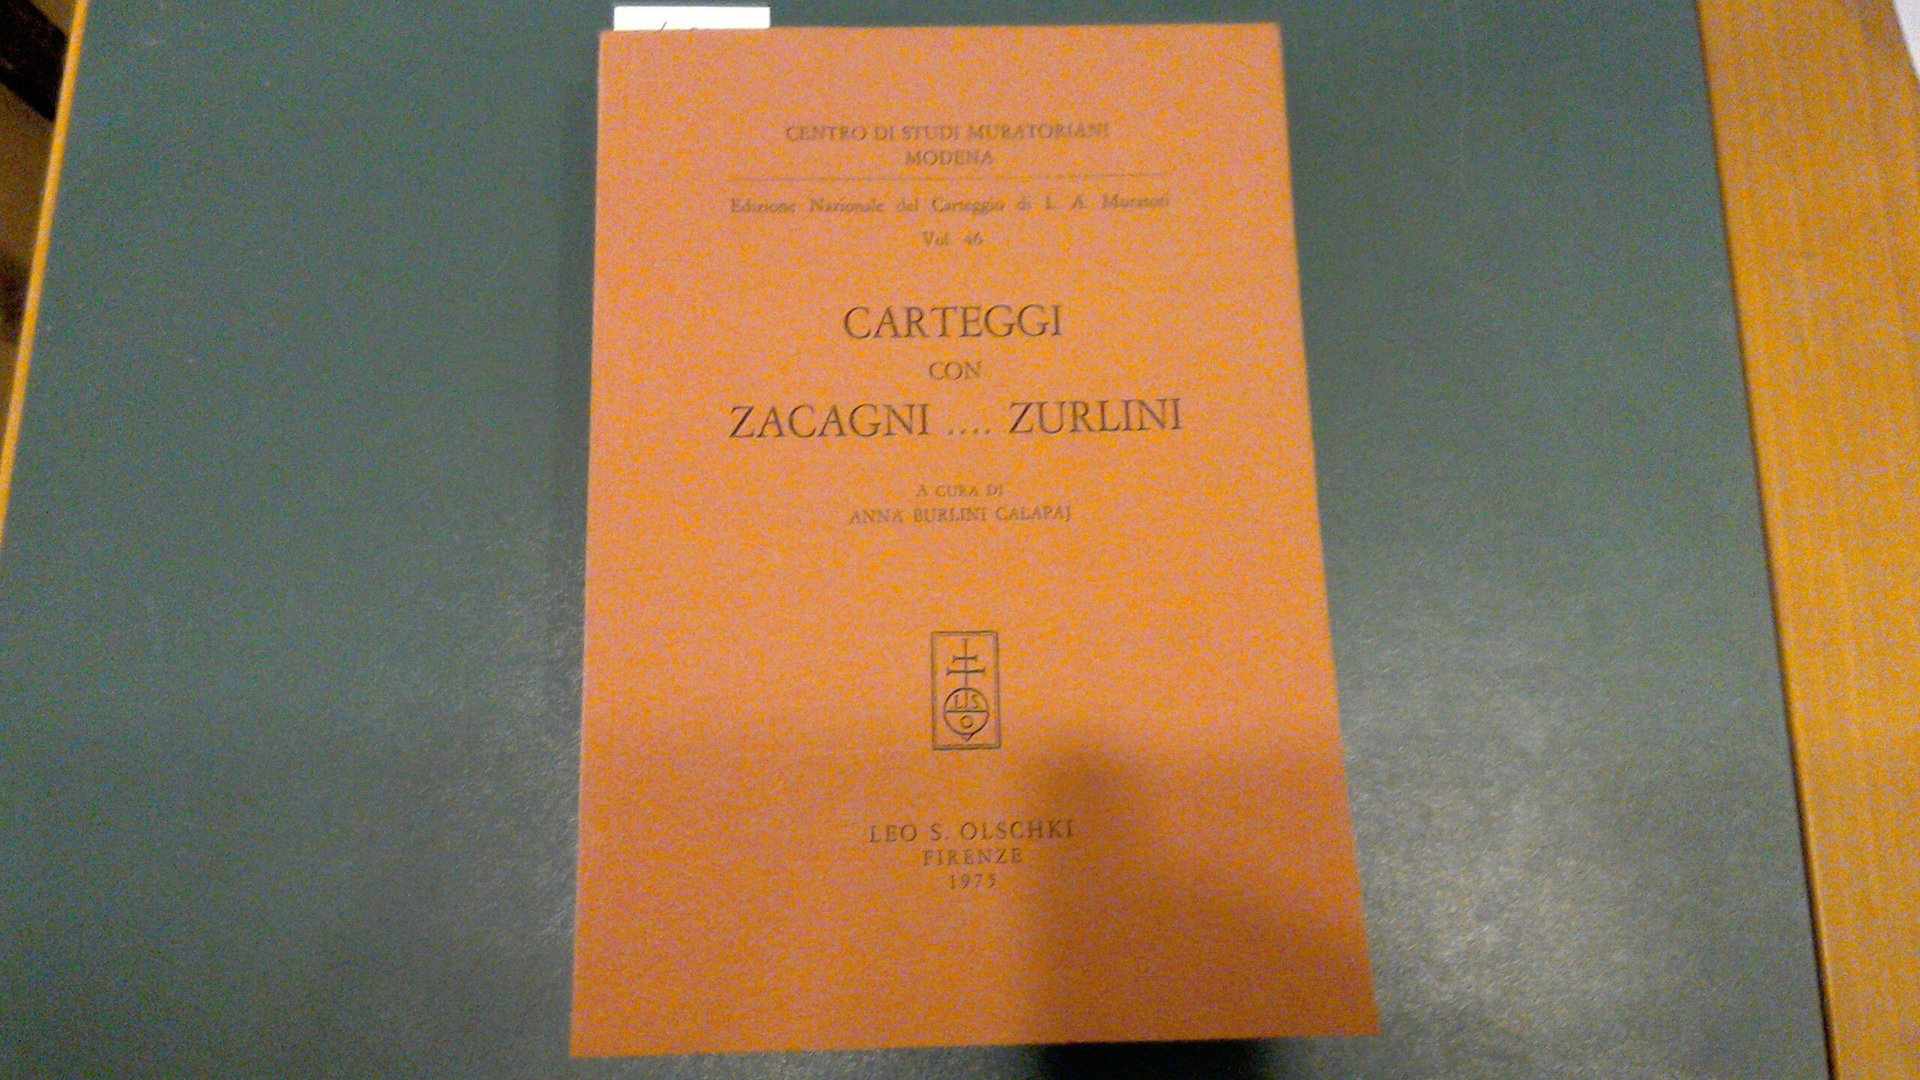 CENTRO DI STUDI MURATORIANI
MODENA
Edizione Nazionale del Carteggio di L. A. Muratori
Vol. 46
CARTEGGI
CON
ZACAGNI .... ZURLINI
A CURA DI
ANNA BURLINI CALAPAJ
LS
O
LEO S. OLSCHKI
FIRENZE
1975